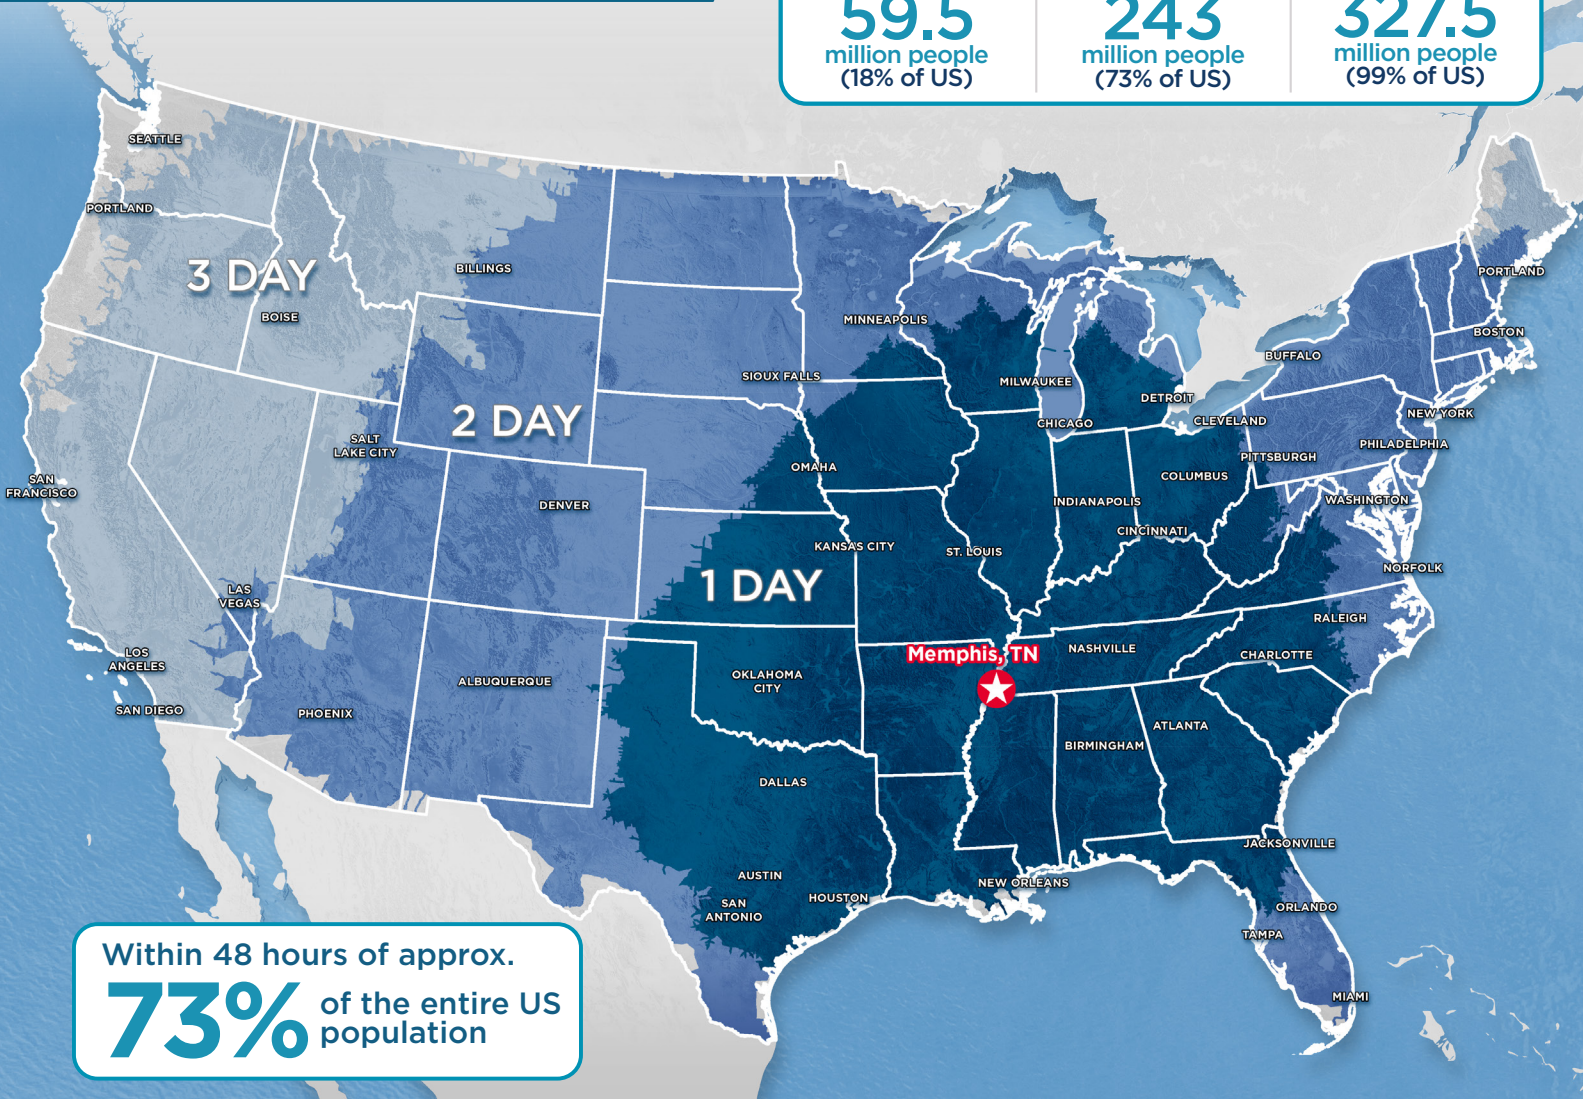 59.5
million people
(18% of US)
243
million people
(73% of US)
327.5
million people
(99% of US)
SEATTLE
PORTLAND
3 DAY
BILLINGS
BOISE
PORTLAND
MINNEAPOLIS
BOSTON
BUFFALO
SIOUX FALLS
MILWAUKEE
DETROIT
2 DAY
CHICAGO
CLEVELAND
NEW YORK
SALT
LAKE CITY
PHILADELPHIA
PITTSBURGH
OMAHA
COLUMBUS
SAN
FRANCISCO
DENVER
INDIANAPOLIS
WASHINGTON
CINCINNATI
KANSAS CITY
ST. LOUIS
NORFOLK
1 DAY
LAS
VEGAS
RALEIGH
Memphis, TN
NASHVILLE
CHARLOTTE
LOS
ANGELES
ALBUQUERQUE
OKLAHOMA
CITY
SAN DIEGO
PHOENIX
ATLANTA
BIRMINGHAM
DALLAS
JACKSONVILLE
AUSTIN
NEW ORLEANS
HOUSTON
SAN
ANTONIO
ORLANDO
TAMPA
MIAMI
Within 48 hours of approx.
73%
of the entire US
population